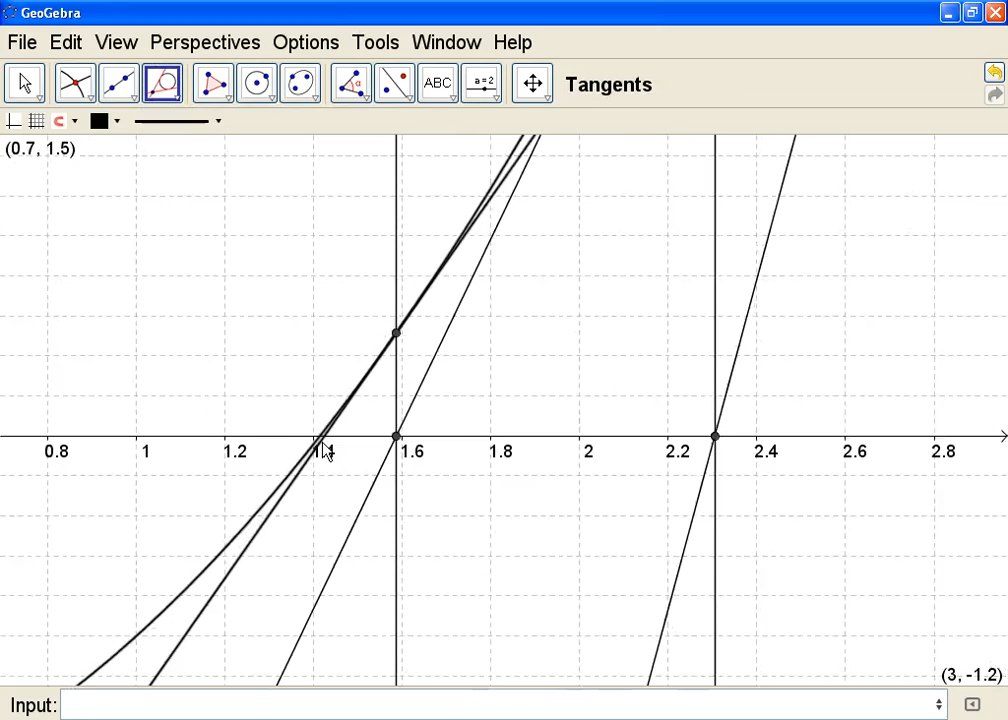 GeoGebra
File Edit View Perspectives Options Tools Window Help
ABC a=2 Tangents
(0.7, 1.5)
0.8 1 1.2 1.4 1.6 1.8 2 2.2 2.4 2.6 2.8
(3, -1.2)
Input: